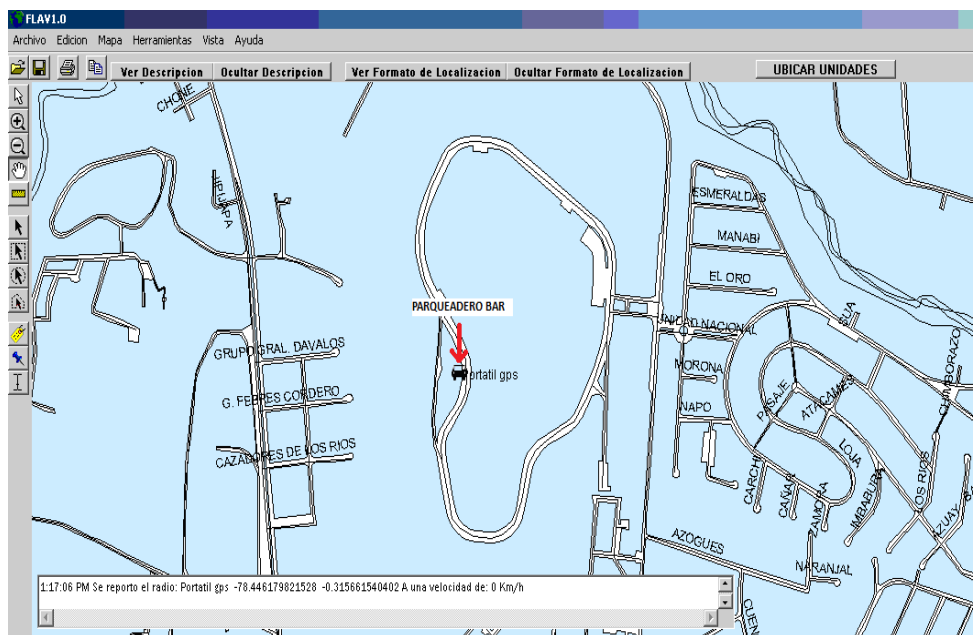 FLAV1.0
Archivo Edicion Mapa Herramientas Vista Ayuda
Ver Descripcion Ocultar Descripcion Ver Formato de Localizacion Ocultar Formato de Localizacion UBICAR UNIDADES
CHONE
JIPIJAPA
ESMERALDAS
MANABI
EL ORO
PARQUEADERO BAR
SUA
UNIDAD NACIONAL
GRUPO GRAL. DAVALOS
CHIMBORAZO
MORONA
ortatil gps
PASAJE
ATACAMES
G. FEBRES CORDERO
NAPO
CAZADORES DE LOS RIOS
LOJA
CARCHI
CAÑAR
ZAMORA
IMBABURA
LOS RIOS
AZUAY
AZOGUES
NARANJAL
1:17:06 PM Se reporto el radio: Portatil gps -78.446179821528 -0.315661540402 A una velocidad de: 0 Km/h
CUEN